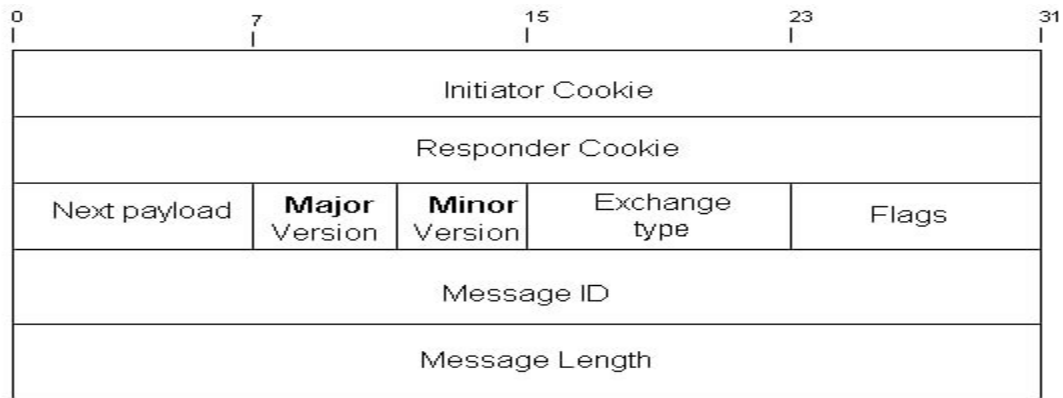 0 7 15 23 31
Initiator Cookie
Responder Cookie
Next payload Major Version Minor Version Exchange type Flags
Message ID
Message Length